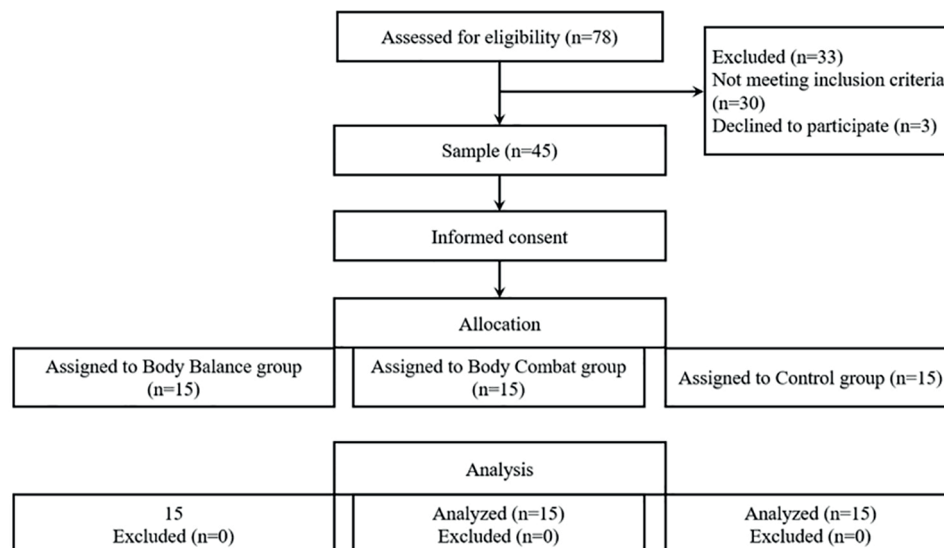 Assessed for eligibility (n=78)
Excluded (n=33)
Not meeting inclusion criteria
(n=30)
Declined to participate (n=3)
Sample (n=45)
Informed consent
Allocation
Assigned to Body Balance group
(n=15)
Assigned to Body Combat group
(n=15)
Assigned to Control group (n=15)
Analysis
15
Excluded (n=0)
Analyzed (n=15)
Excluded (n=0)
Analyzed (n=15)
Excluded (n=0)